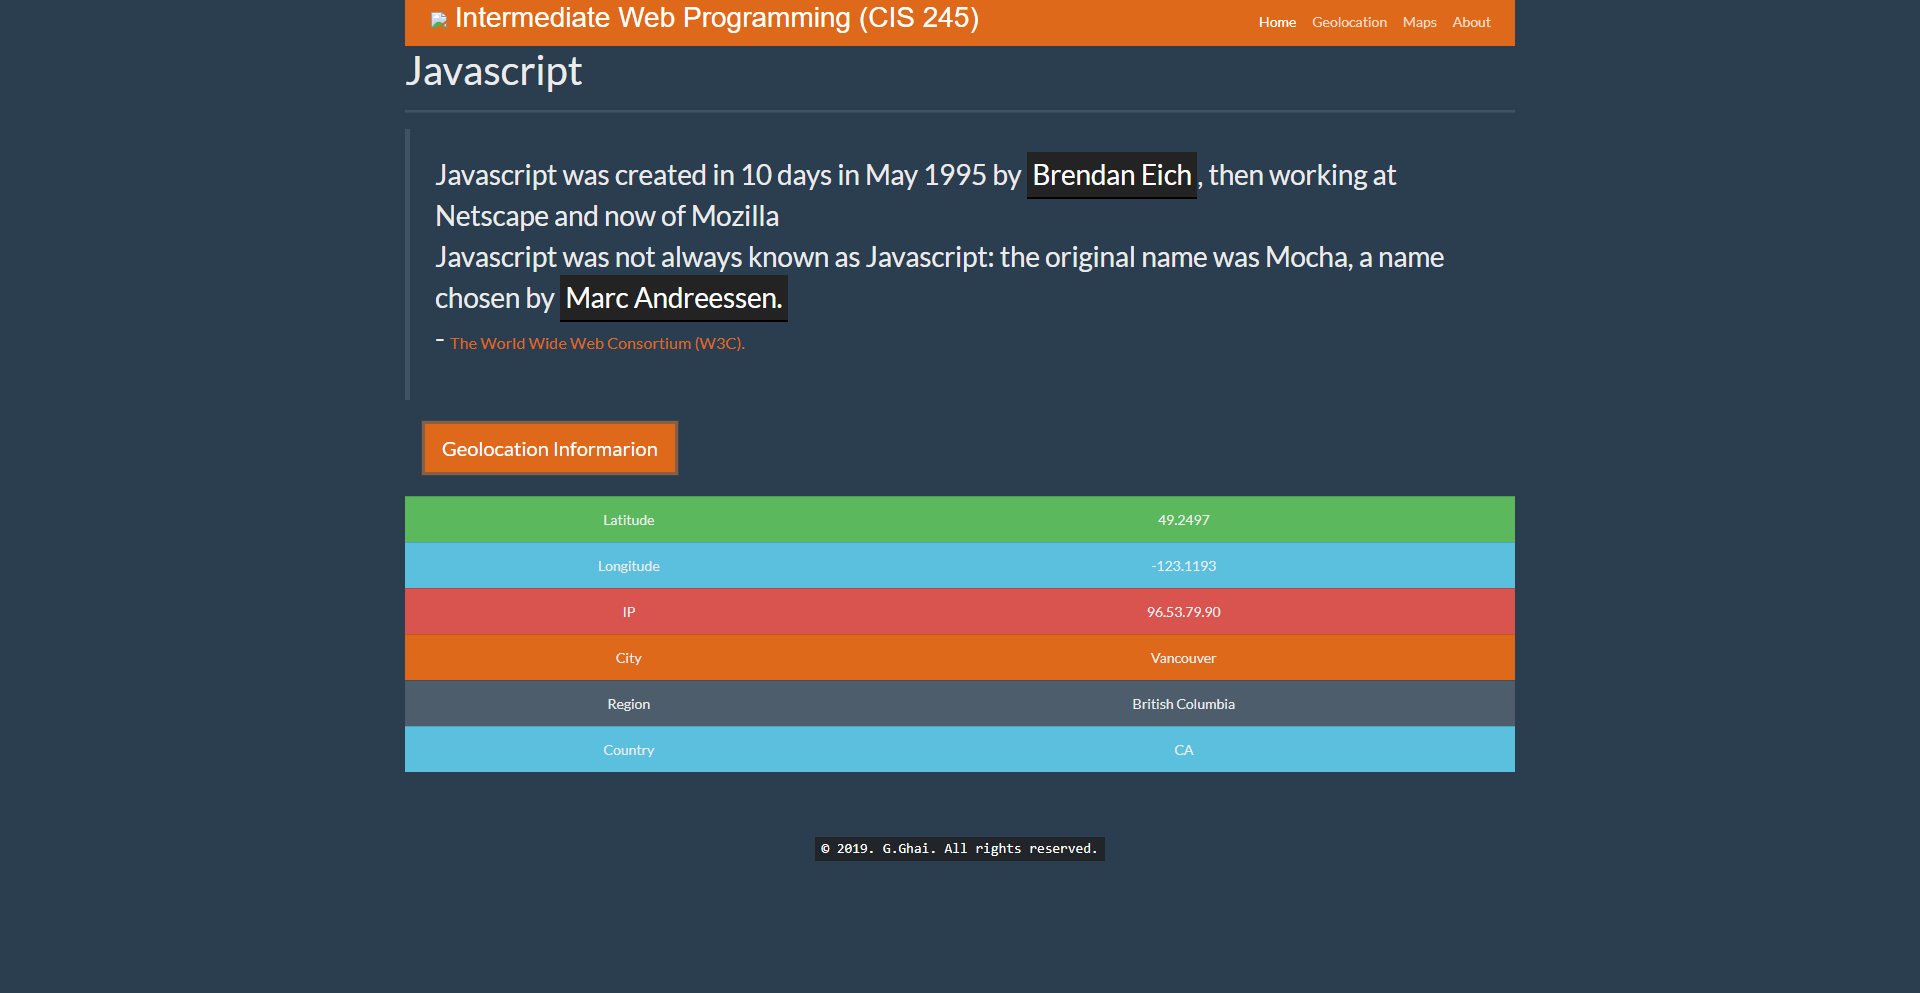 Intermediate Web Programming (CIS 245)
Home Geolocation Maps About
Javascript
Javascript was created in 10 days in May 1995 by Brendan Eich, then working at
Netscape and now of Mozilla
Javascript was not always known as Javascript: the original name was Mocha, a name
chosen by Marc Andreessen.
- The World Wide Web Consortium (W3C).
Geolocation Informarion
Latitude 49.2497
Longitude -123.1193
IP 96.53.79.90
City Vancouver
Region British Columbia
Country CA
© 2019. G.Ghai. All rights reserved.